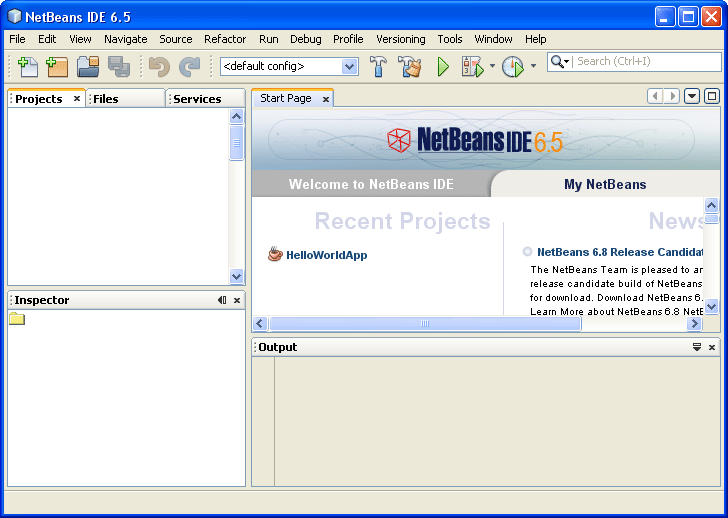 NetBeans IDE 6.5
File Edit View Navigate Source Refactor Run Debug Profile Versioning Tools Window Help
<default config>
Search (Ctrl+I)
Projects Files Services
Start Page
NetBeans IDE 6.5
Welcome to NetBeans IDE
My NetBeans
Recent Projects
HelloWorldApp
News
NetBeans 6.8 Release Candidat
The NetBeans Team is pleased to an
release candidate build of NetBeans
for download. Download NetBeans 6.
Learn More about NetBeans 6.8 NetB
Inspector
Output